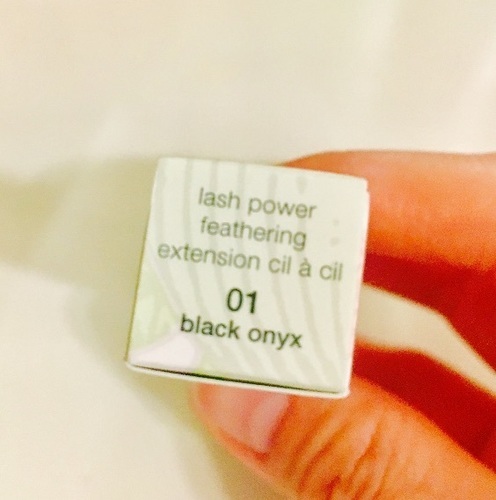 lash power
feathering
extension cil à cil
01
black onyx